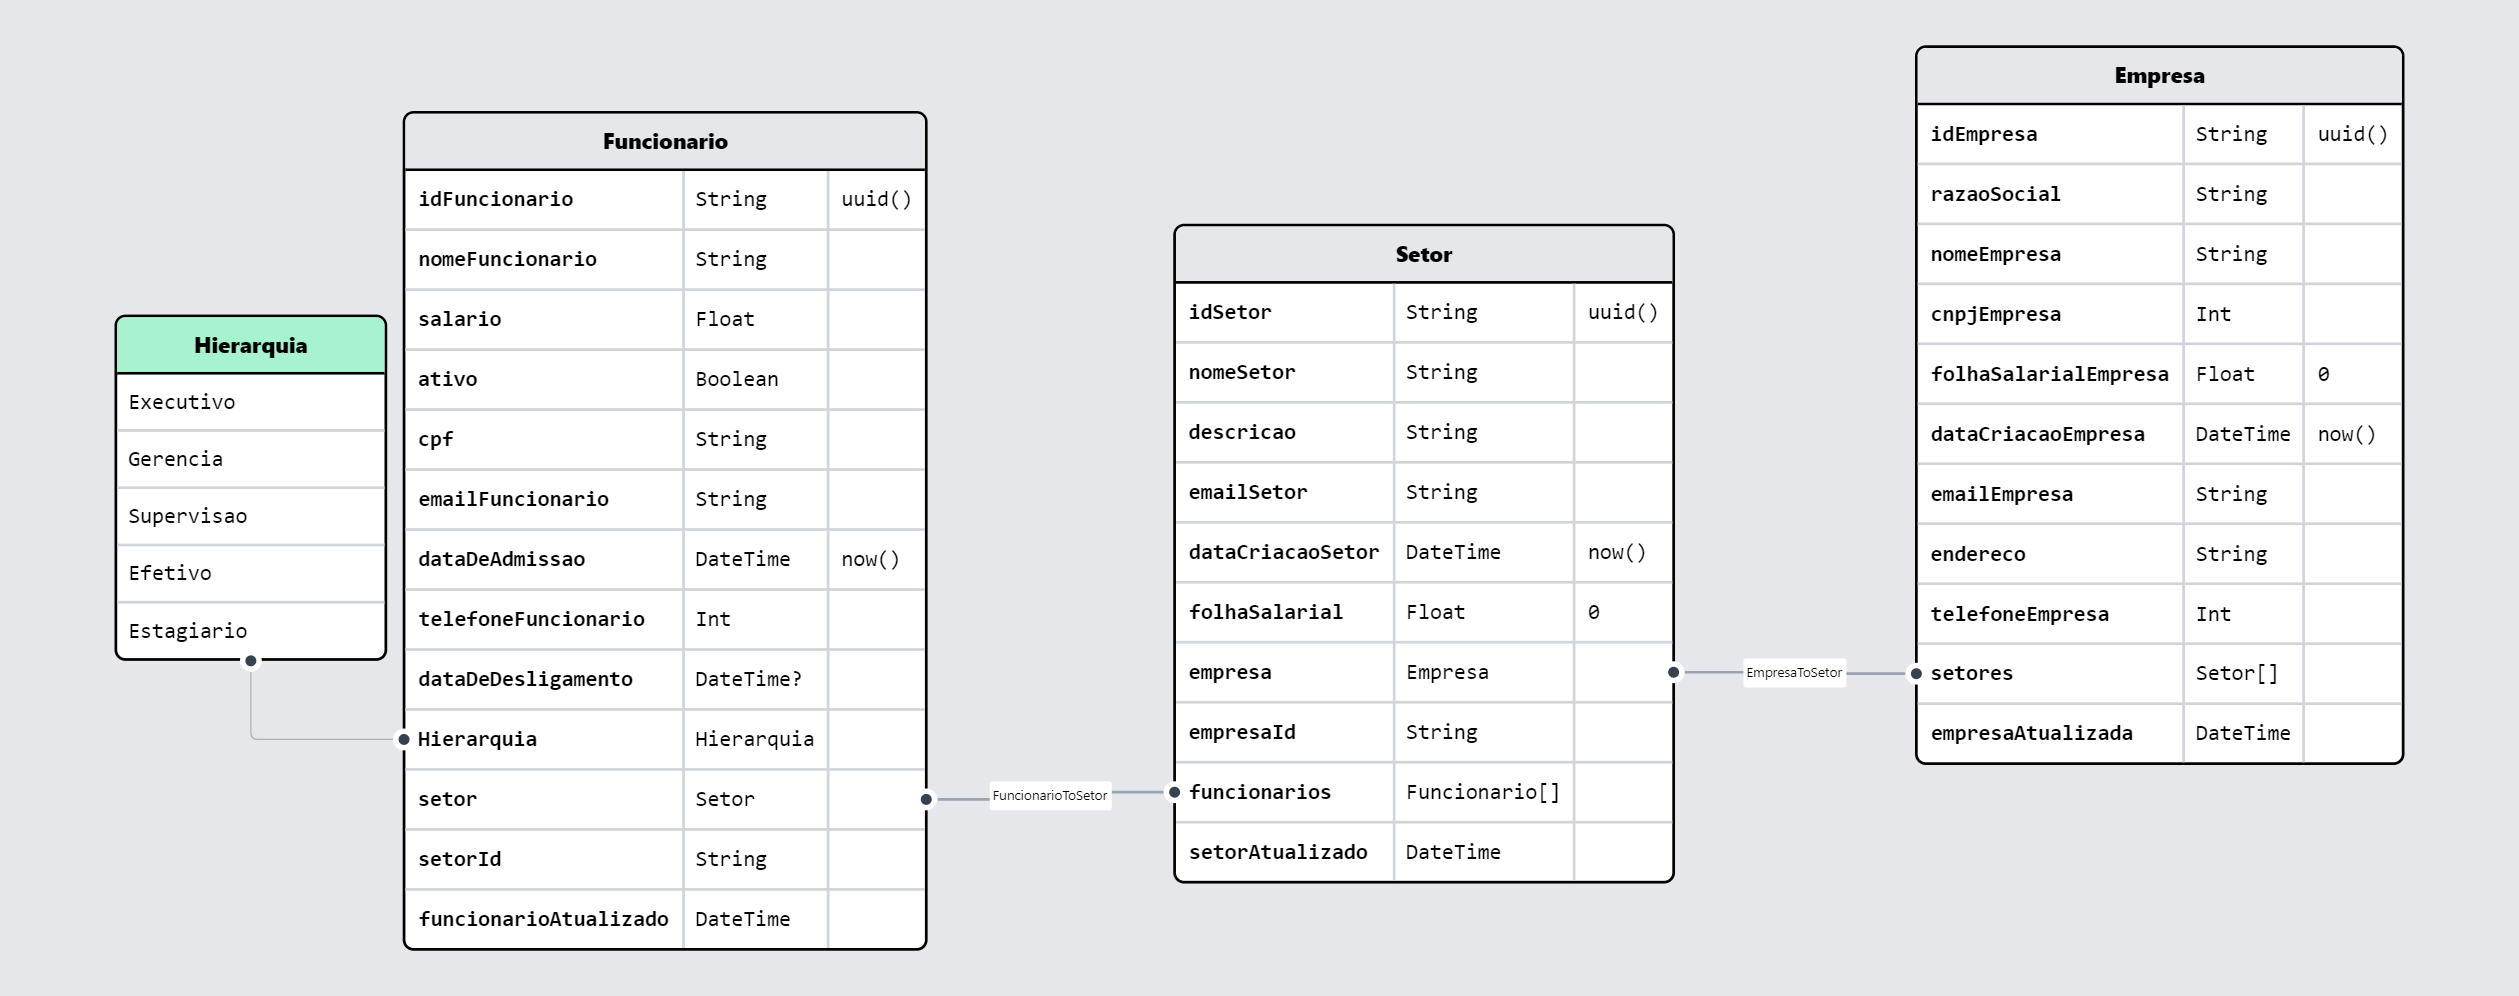 Hierarquia
Executivo
Gerencia
Supervisao
Efetivo
Estagiario
Funcionario
idFuncionario String uuid()
nomeFuncionario String
salario Float
ativo Boolean
cpf String
emailFuncionario String
dataDeAdmissao DateTime now()
telefoneFuncionario Int
dataDeDesligamento DateTime?
Hierarquia Hierarquia
setor Setor
setorId String
funcionarioAtualizado DateTime
FuncionarioToSetor
Setor
idSetor String uuid()
nomeSetor String
descricao String
emailSetor String
dataCriacaoSetor DateTime now()
folhaSalarial Float 0
empresa Empresa
empresaId String
funcionarios Funcionario[]
setorAtualizado DateTime
EmpresaToSetor
Empresa
idEmpresa String uuid()
razaoSocial String
nomeEmpresa String
cnpjEmpresa Int
folhaSalarialEmpresa Float 0
dataCriacaoEmpresa DateTime now()
emailEmpresa String
endereco String
telefoneEmpresa Int
setores Setor[]
empresaAtualizada DateTime